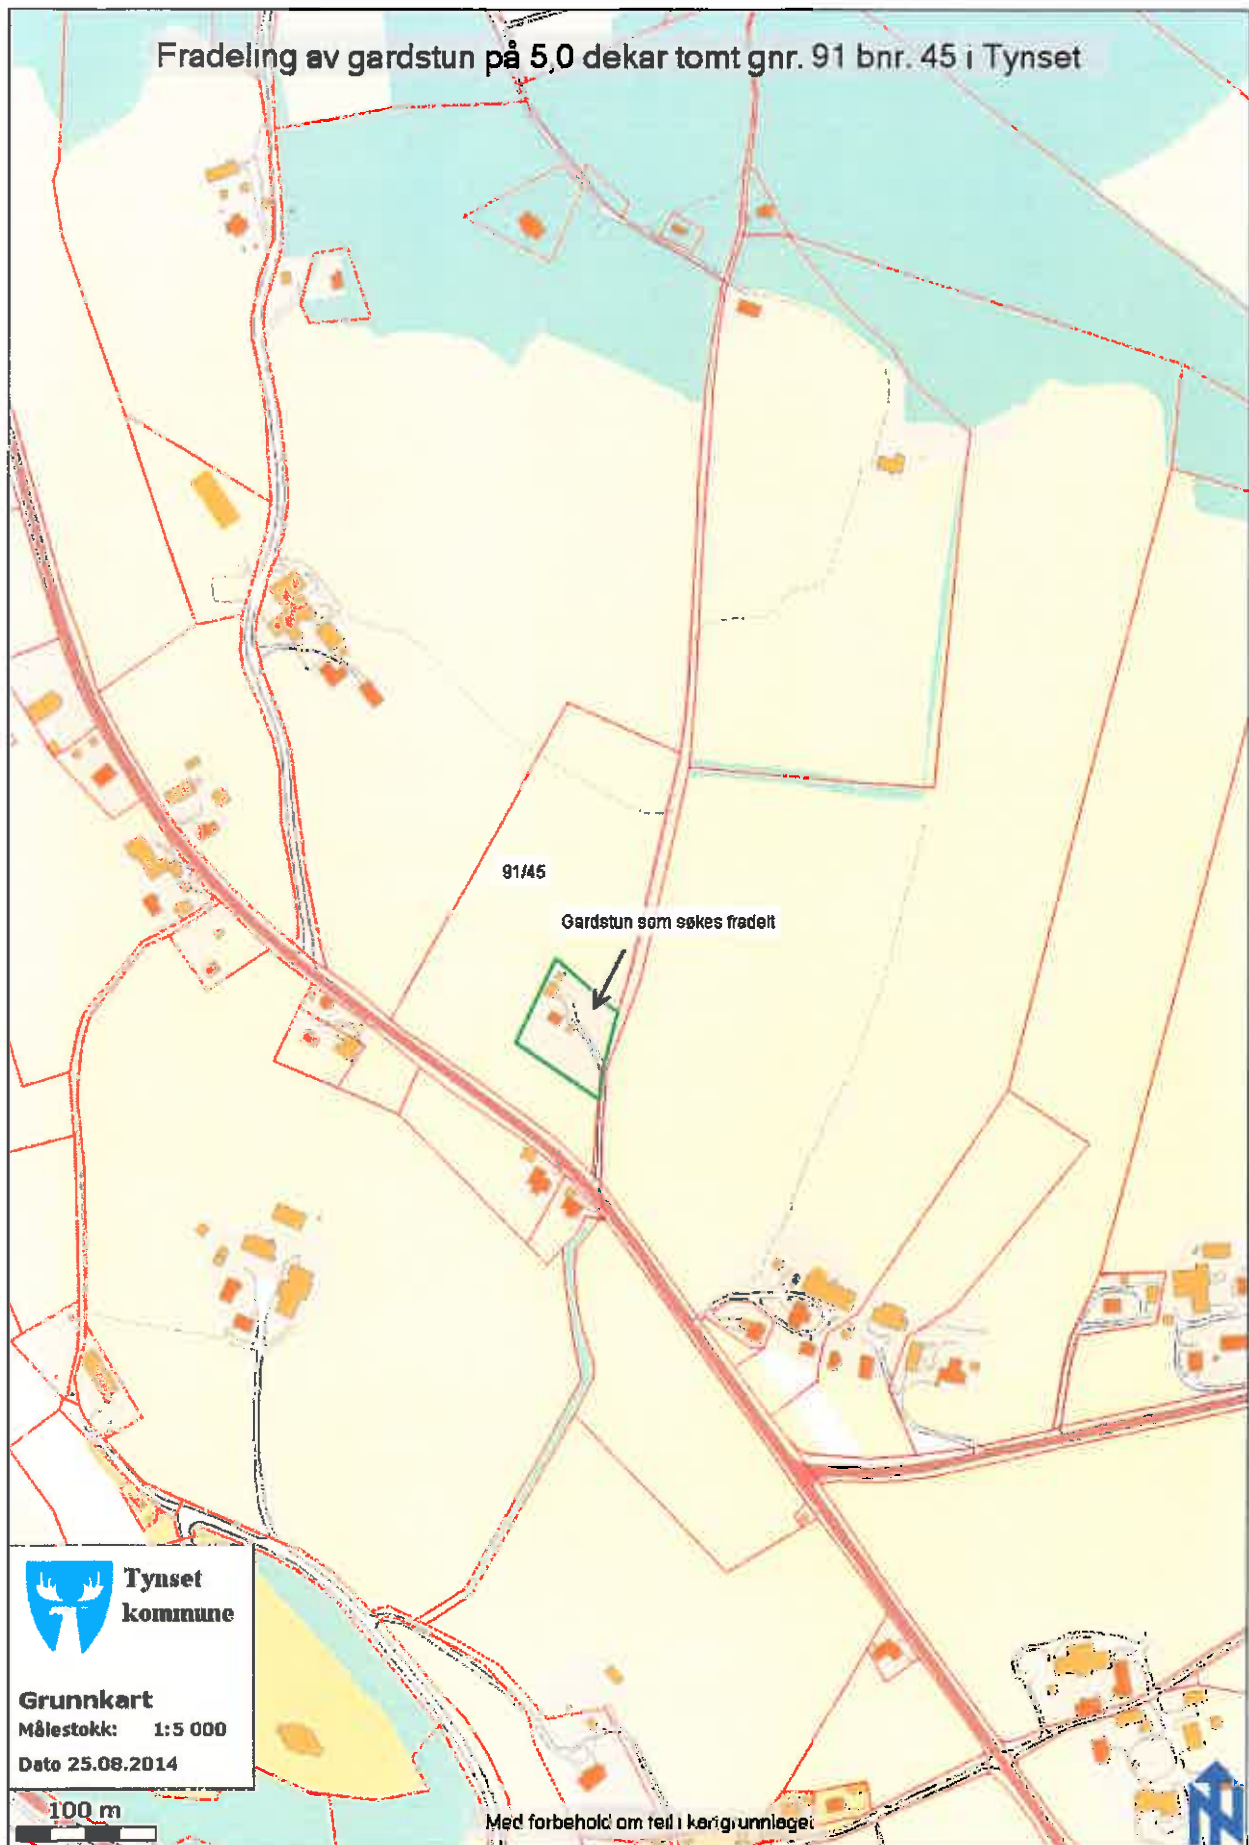 Fradeling av gardstun på 5,0 dekar tomt gnr. 91 bnr. 45 i Tynset
91/45
Gardstun som søkes fradelt
Tynset
kommune
Grunnkart
Målestokk: 1:5 000
Dato 25.08.2014
100 m
Med forbehold om feil i kartgrunnlaget
N